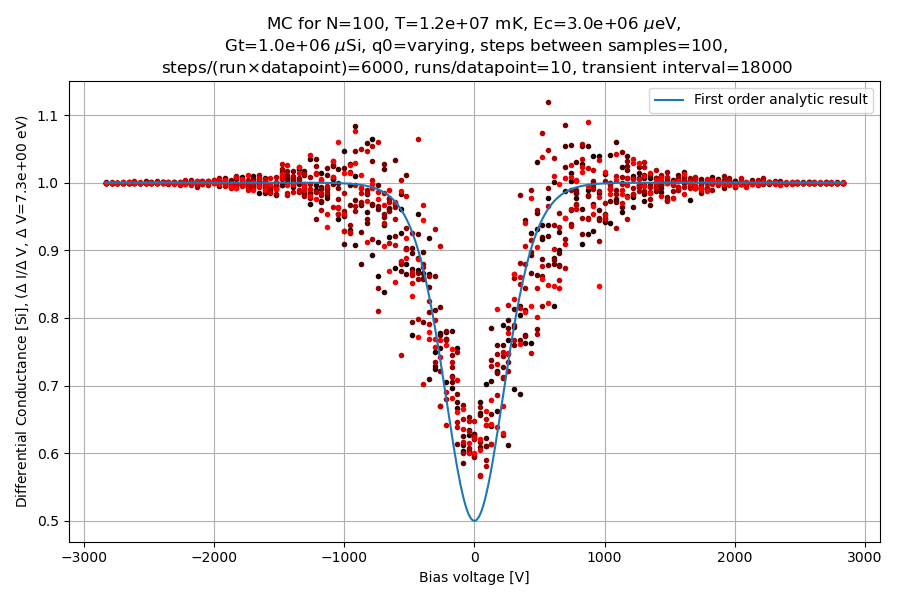 MC for N=100, T=1.2e+07 mK, Ec=3.0e+06 μeV,
Gt=1.0e+06 μSi, q0=varying, steps between samples=100,
steps/(run×datapoint)=6000, runs/datapoint=10, transient interval=18000
First order analytic result
Differential Conductance [Si], (Δ I/Δ V, Δ V=7.3e+00 eV)
1.1
1.0
0.9
0.8
0.7
0.6
0.5
−3000 −2000 −1000 0 1000 2000 3000
Bias voltage [V]